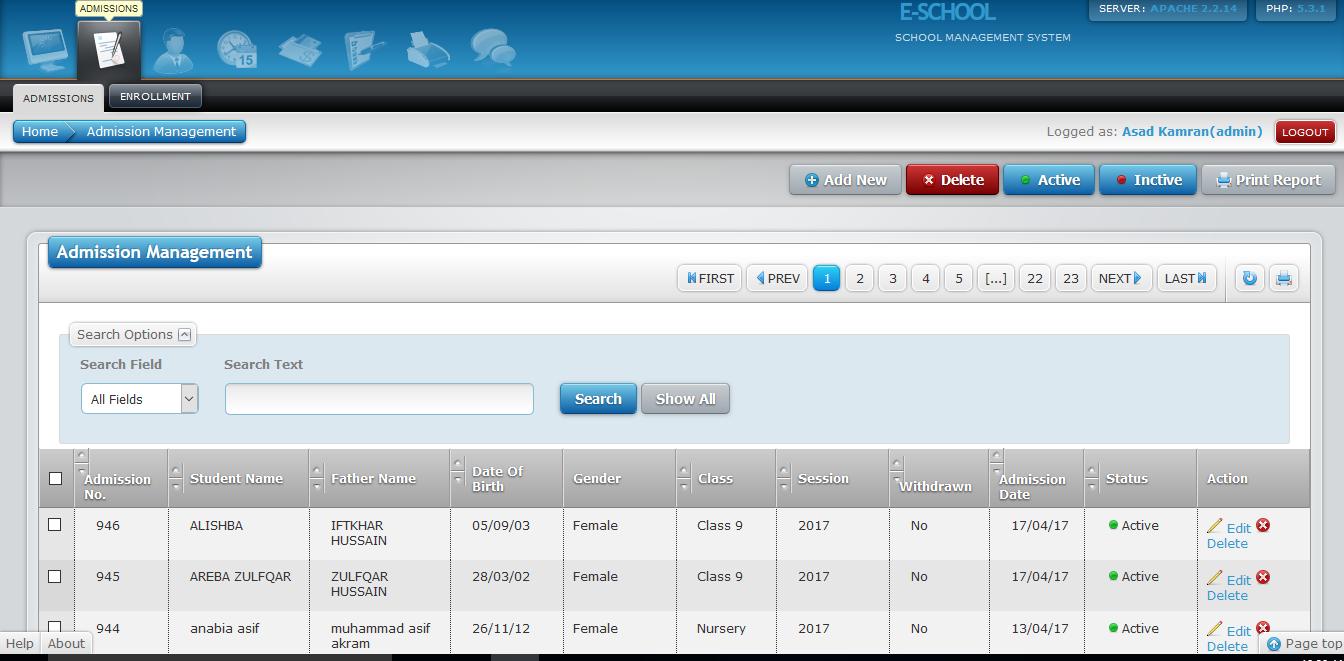 ADMISSIONS
E-SCHOOL
SCHOOL MANAGEMENT SYSTEM
SERVER: APACHE 2.2.14
PHP: 5.3.1
15
ADMISSIONS
ENROLLMENT
Home
Admission Management
Logged as: Asad Kamran(admin)
LOGOUT
Add New
Delete
Active
Inctive
Print Report
Admission Management
FIRST PREV 1 2 3 4 5 [...] 22 23 NEXT LAST
Search Options
Search Field Search Text
All Fields
Search
Show All
Admission No. Student Name Father Name Date Of Birth Gender Class Session Withdrawn Admission Date Status Action
946 ALISHBA IFTKHAR HUSSAIN 05/09/03 Female Class 9 2017 No 17/04/17 Active Edit Delete
945 AREBA ZULFQAR ZULFQAR HUSSAIN 28/03/02 Female Class 9 2017 No 17/04/17 Active Edit Delete
944 anabia asif muhammad asif akram 26/11/12 Female Nursery 2017 No 13/04/17 Active Edit Delete
Help About
Page top